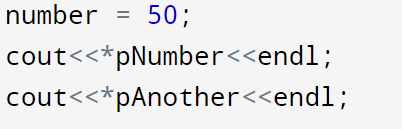 number = 50;
cout<<*pNumber<<endl;
cout<<*pAnother<<endl;